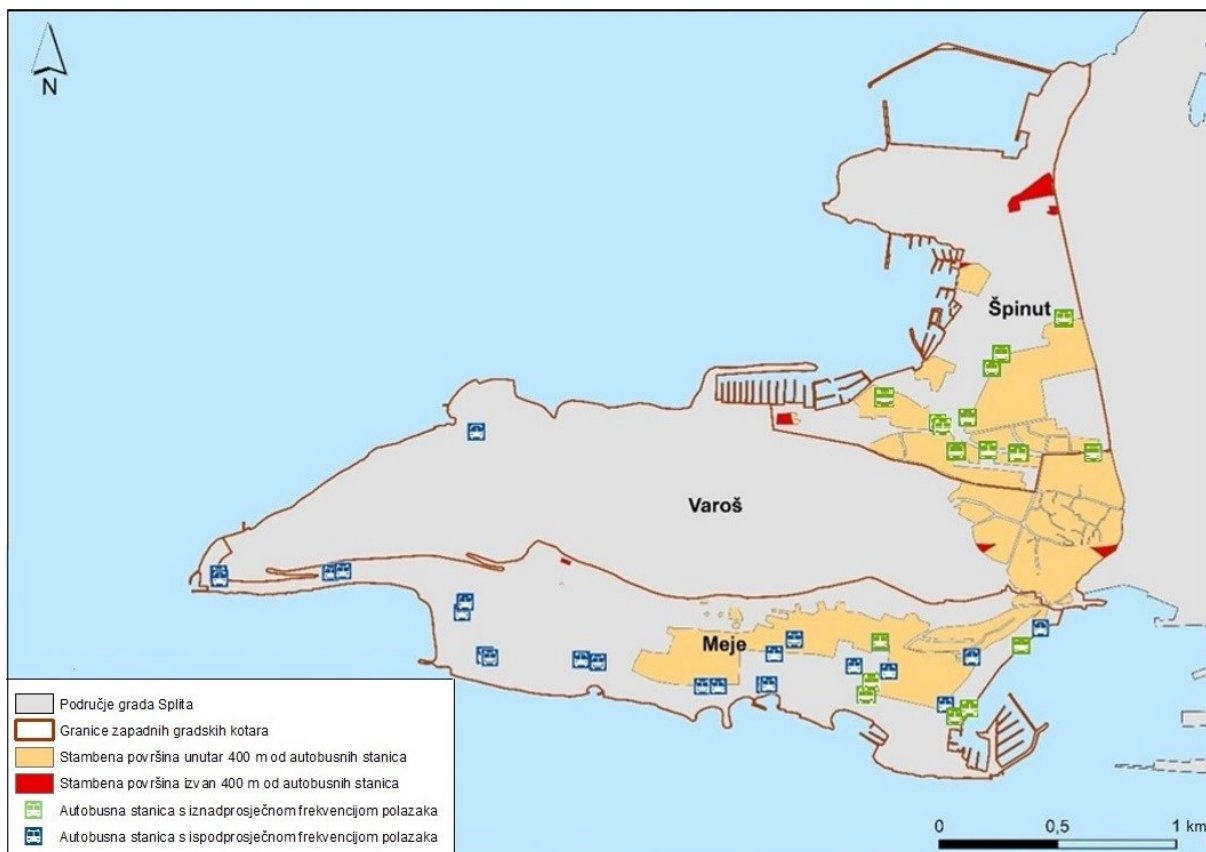 N
Špinut
Varoš
Meje
Područje grada Splita
Granice zapadnih gradskih kotara
Stambena površina unutar 400 m od autobusnih stanica
Stambena površina izvan 400 m od autobusnih stanica
Autobusna stanica s iznadprosječnom frekvencijom polazaka
Autobusna stanica s ispodprosječnom frekvencijom polazaka
0 0,5 1 km